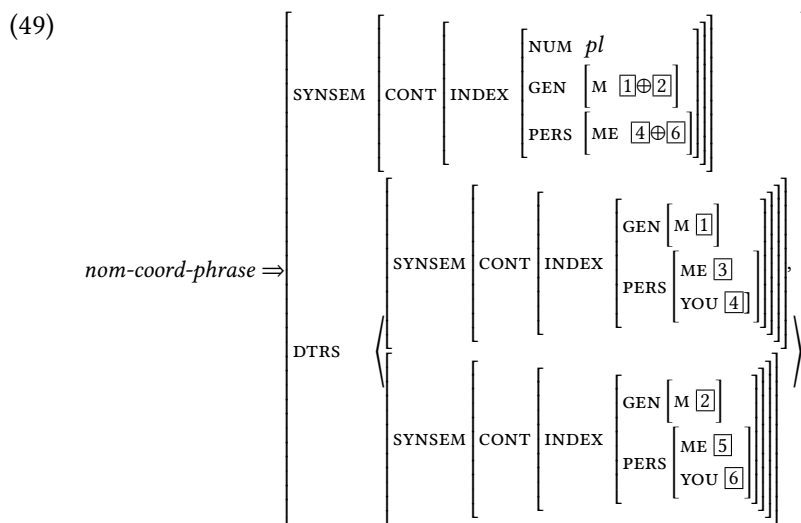 (49)
NUM pl
GEN [M 1⊕2]
SYNSEM [CONT [INDEX
PERS [ME 4⊕6]
GEN [M 1]
SYNSEM [CONT [INDEX
ME 3
PERS
YOU 4
,
nom-coord-phrase ⇒
DTRS
GEN [M 2]
SYNSEM [CONT [INDEX
ME 5
PERS
YOU 6